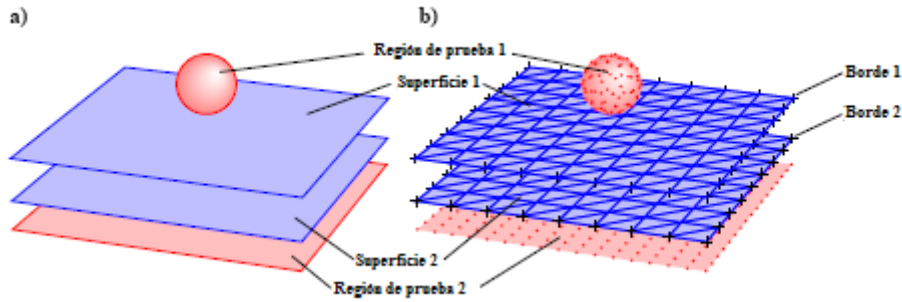 a)
b)
Región de prueba 1
Superficie 1
Borde 1
Borde 2
Superficie 2
Región de prueba 2